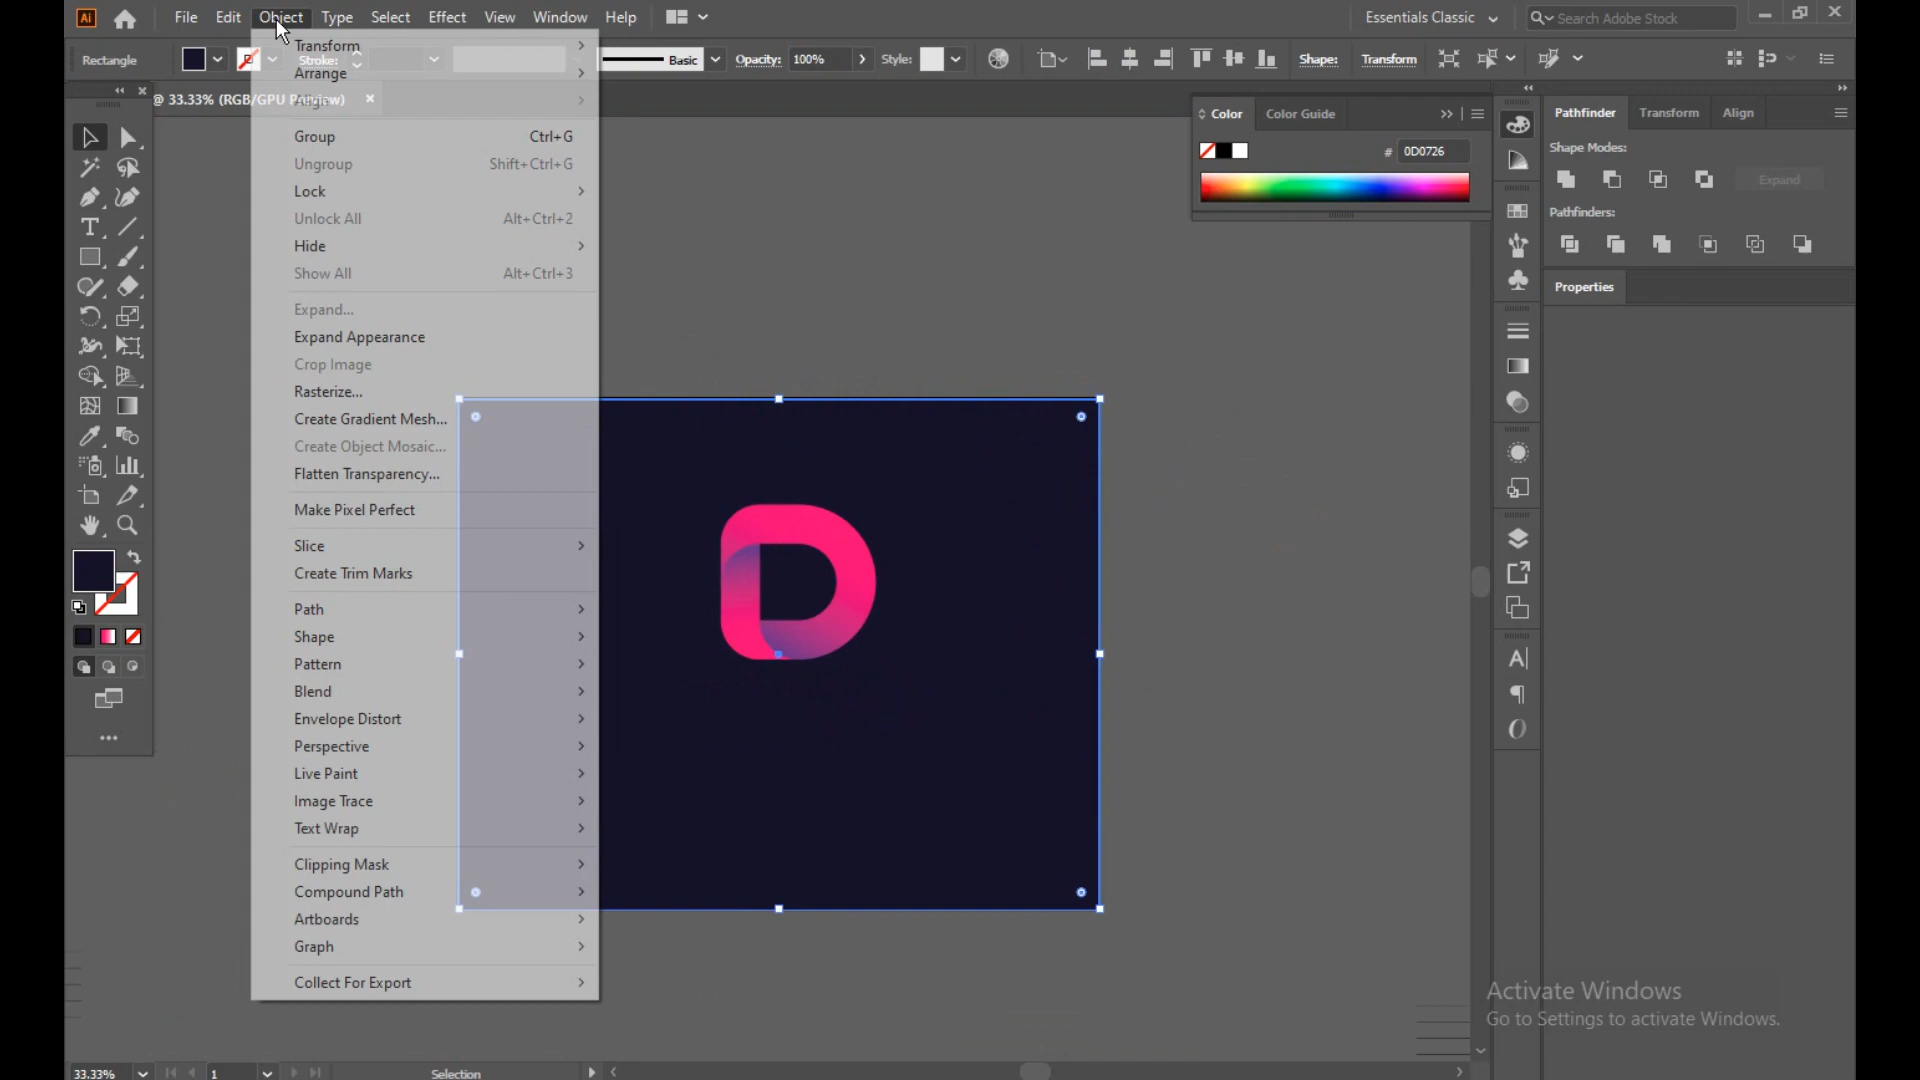 Ai File Edit Object Type Select Effect View Window Help Essentials Classic Search Adobe Stock
Rectangle Stroke: Basic Opacity: 100% Style: Shape: Transform
@ 33.33% (RGB/GPU Preview) ×
Transform
Arrange
Align
Group Ctrl+G
Ungroup Shift+Ctrl+G
Lock
Unlock All Alt+Ctrl+2
Hide
Show All Alt+Ctrl+3
Expand...
Expand Appearance
Crop Image
Rasterize...
Create Gradient Mesh...
Create Object Mosaic...
Flatten Transparency...
Make Pixel Perfect
Slice
Create Trim Marks
Path
Shape
Pattern
Blend
Envelope Distort
Perspective
Live Paint
Image Trace
Text Wrap
Clipping Mask
Compound Path
Artboards
Graph
Collect For Export
D
Color Color Guide
# 0D0726
Pathfinder Transform Align
Shape Modes:
Expand
Pathfinders:
Properties
Activate Windows
Go to Settings to activate Windows.
33.33% 1 Selection